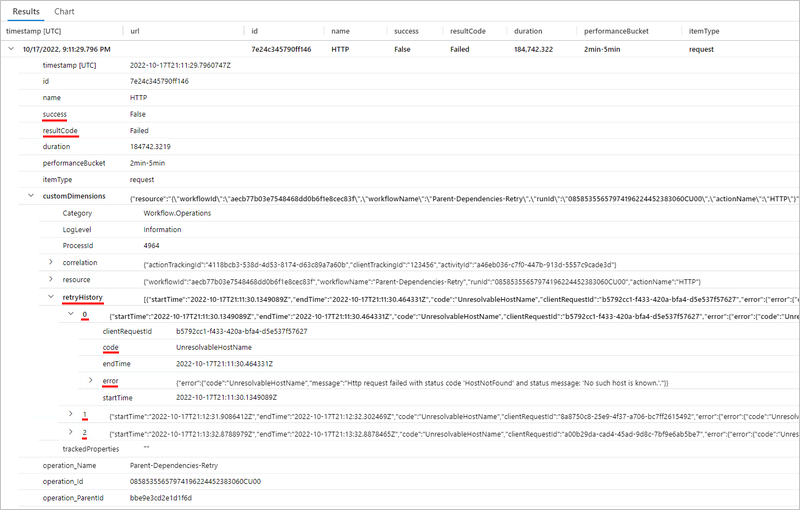 Results Chart
timestamp [UTC] url id name success resultCode duration performanceBucket itemType
10/17/2022, 9:11:29.796 PM 7e24c345790ff146 HTTP False Failed 184,742.322 2min-5min request
timestamp [UTC] 2022-10-17T21:11:29.7960747Z
id 7e24c345790ff146
name HTTP
success False
resultCode Failed
duration 184742.3219
performanceBucket 2min-5min
itemType request
customDimensions {"resource":"{\"workflowId\":\"aecb77b03e7548468dd0b6f1e8cec83f\",\"workflowName\":\"Parent-Dependencies-Retry\",\"runId\":\"08585355657974196224452383060CU00\",\"actionName\":\"HTTP\"}"
Category Workflow.Operations
LogLevel Information
ProcessId 4964
correlation {"actionTrackingId":"4118bcb3-538d-4d53-8174-d63c89a7a60b","clientTrackingId":"123456","activityId":"a46eb036-c7f0-447b-913d-5557c9cade3d"}
resource {"workflowId":"aecb77b03e7548468dd0b6f1e8cec83f","workflowName":"Parent-Dependencies-Retry","runId":"08585355657974196224452383060CU00","actionName":"HTTP"}
retryHistory [{"startTime":"2022-10-17T21:11:30.1349089Z","endTime":"2022-10-17T21:11:30.464331Z","code":"UnresolvableHostName","clientRequestId":"b5792cc1-f433-420a-bfa4-d5e537f57627","error":{"error":{"code"
0 {"startTime":"2022-10-17T21:11:30.1349089Z","endTime":"2022-10-17T21:11:30.464331Z","code":"UnresolvableHostName","clientRequestId":"b5792cc1-f433-420a-bfa4-d5e537f57627","error":{"error":{"code":"Unres
clientRequestId b5792cc1-f433-420a-bfa4-d5e537f57627
code UnresolvableHostName
endTime 2022-10-17T21:11:30.464331Z
error {"error":{"code":"UnresolvableHostName","message":"Http request failed with status code 'HostNotFound' and status message: 'No such host is known.'."}}
startTime 2022-10-17T21:11:30.1349089Z
1 {"startTime":"2022-10-17T21:12:31.9086412Z","endTime":"2022-10-17T21:12:32.302469Z","code":"UnresolvableHostName","clientRequestId":"8a8750c8-25e9-4f37-a706-bc7ff2615492","error":{"error":{"code":"Unres
2 {"startTime":"2022-10-17T21:13:32.8788979Z","endTime":"2022-10-17T21:13:32.8878465Z","code":"UnresolvableHostName","clientRequestId":"a00b29da-cad4-45ad-9d8c-7bf9e6ab5be7","error":{"error":{"code":"Unre
trackedProperties ""
operation_Name Parent-Dependencies-Retry
operation_Id 08585355657974196224452383060CU00
operation_ParentId bbe9e3cd2e1d1f6d